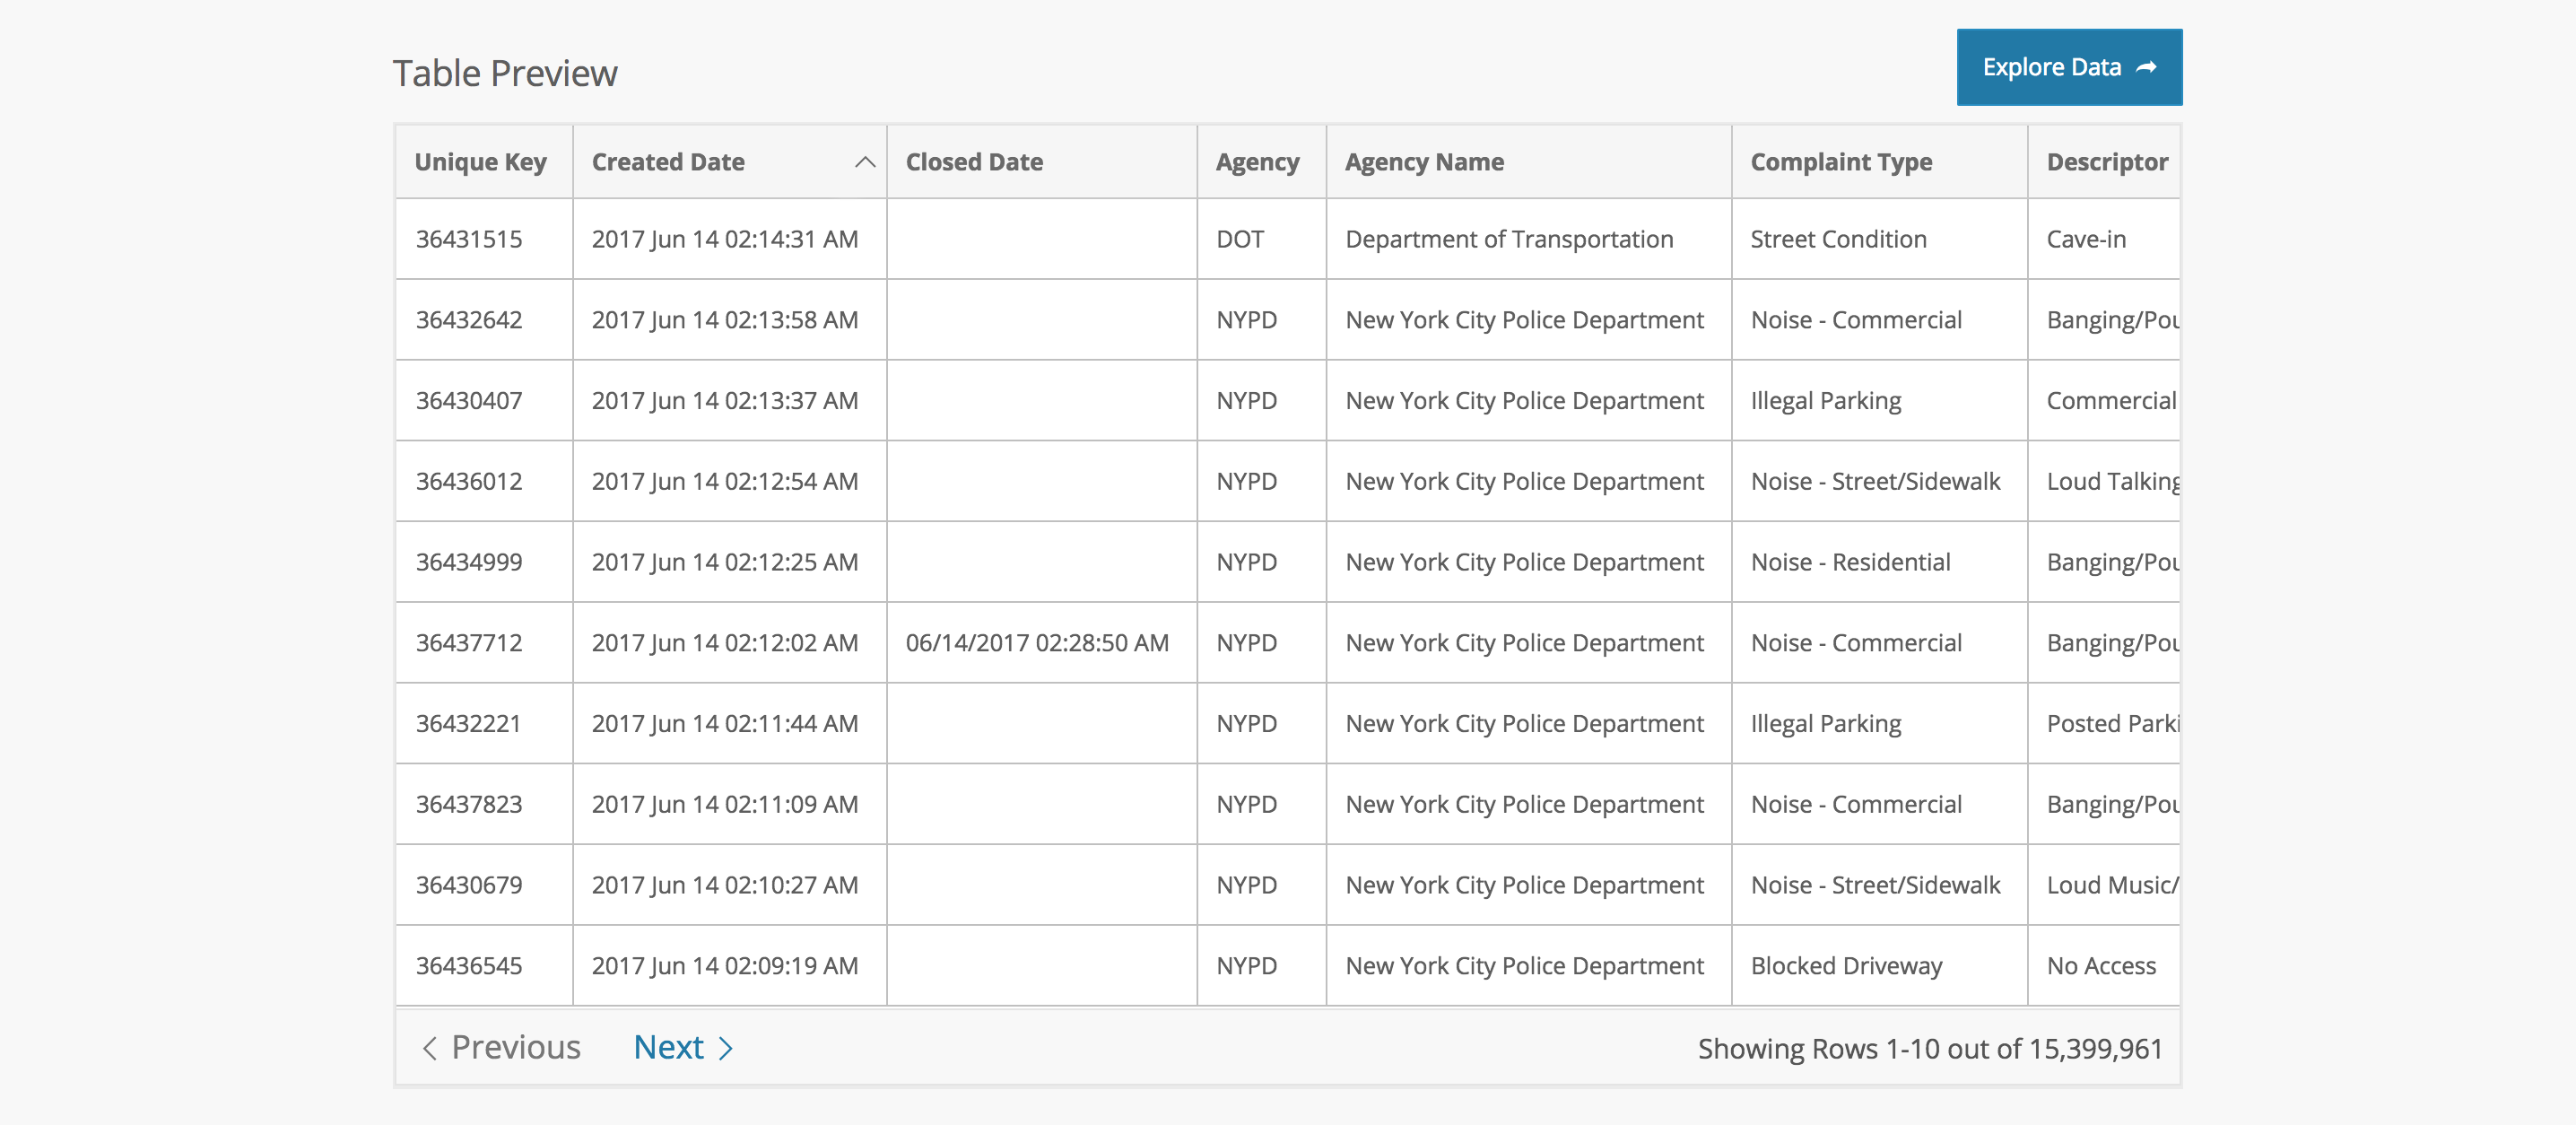 Table Preview
Explore Data
Unique Key Created Date Closed Date Agency Agency Name Complaint Type Descriptor
36431515 2017 Jun 14 02:14:31 AM DOT Department of Transportation Street Condition Cave-in
36432642 2017 Jun 14 02:13:58 AM NYPD New York City Police Department Noise - Commercial Banging/Pou
36430407 2017 Jun 14 02:13:37 AM NYPD New York City Police Department Illegal Parking Commercial
36436012 2017 Jun 14 02:12:54 AM NYPD New York City Police Department Noise - Street/Sidewalk Loud Talking
36434999 2017 Jun 14 02:12:25 AM NYPD New York City Police Department Noise - Residential Banging/Pou
36437712 2017 Jun 14 02:12:02 AM 06/14/2017 02:28:50 AM NYPD New York City Police Department Noise - Commercial Banging/Pou
36432221 2017 Jun 14 02:11:44 AM NYPD New York City Police Department Illegal Parking Posted Parki
36437823 2017 Jun 14 02:11:09 AM NYPD New York City Police Department Noise - Commercial Banging/Pou
36430679 2017 Jun 14 02:10:27 AM NYPD New York City Police Department Noise - Street/Sidewalk Loud Music/
36436545 2017 Jun 14 02:09:19 AM NYPD New York City Police Department Blocked Driveway No Access
Previous Next Showing Rows 1-10 out of 15,399,961